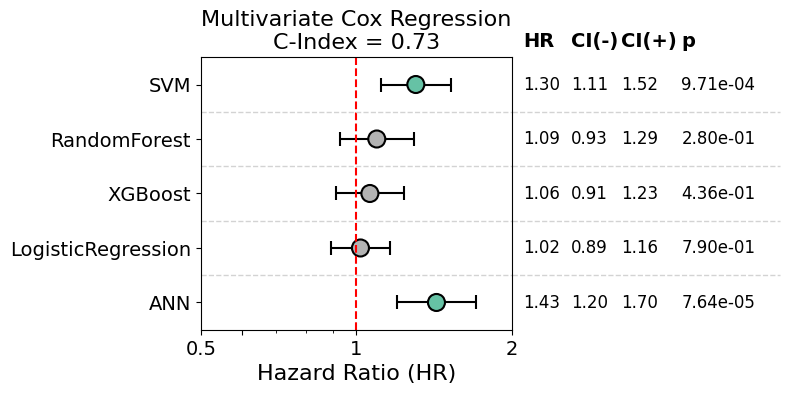 Multivariate Cox Regression
C-Index = 0.73
HR CI(-) CI(+) p
SVM 1.30 1.11 1.52 9.71e-04
RandomForest 1.09 0.93 1.29 2.80e-01
XGBoost 1.06 0.91 1.23 4.36e-01
LogisticRegression 1.02 0.89 1.16 7.90e-01
ANN 1.43 1.20 1.70 7.64e-05
0.5 1 2
Hazard Ratio (HR)